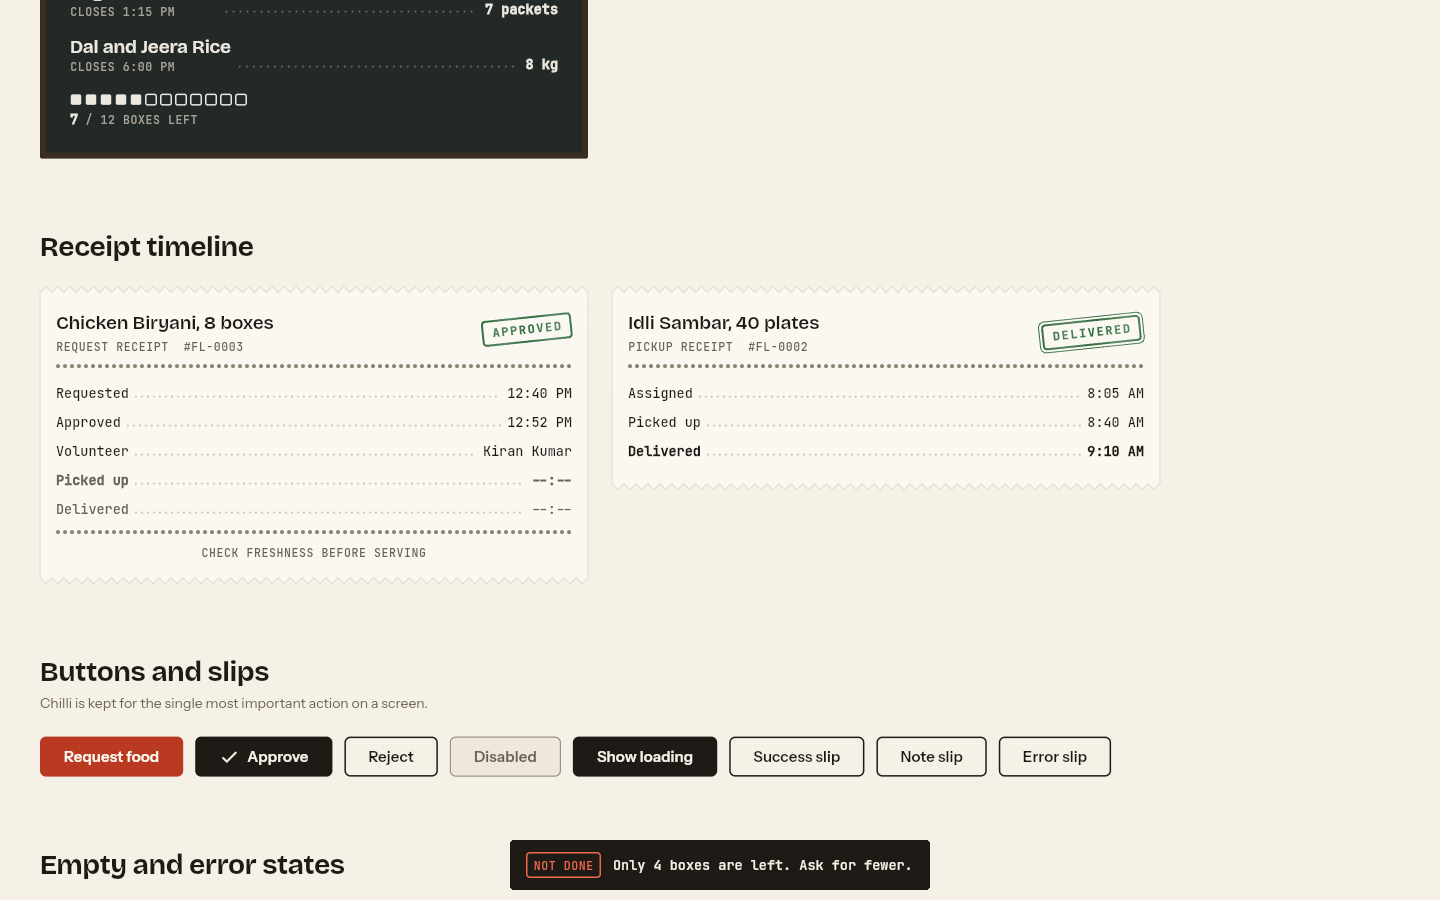 CLOSES 1:15 PM
7 packets
Dal and Jeera Rice
CLOSES 6:00 PM
8 kg
7 / 12 BOXES LEFT
Receipt timeline
Chicken Biryani, 8 boxes
APPROVED
REQUEST RECEIPT #FL-0003
Requested 12:40 PM
Approved 12:52 PM
Volunteer Kiran Kumar
Picked up --:--
Delivered --:--
CHECK FRESHNESS BEFORE SERVING
Idli Sambar, 40 plates
DELIVERED
PICKUP RECEIPT #FL-0002
Assigned 8:05 AM
Picked up 8:40 AM
Delivered 9:10 AM
Buttons and slips
Chilli is kept for the single most important action on a screen.
Request food
Approve
Reject
Disabled
Show loading
Success slip
Note slip
Error slip
Empty and error states
NOT DONE Only 4 boxes are left. Ask for fewer.